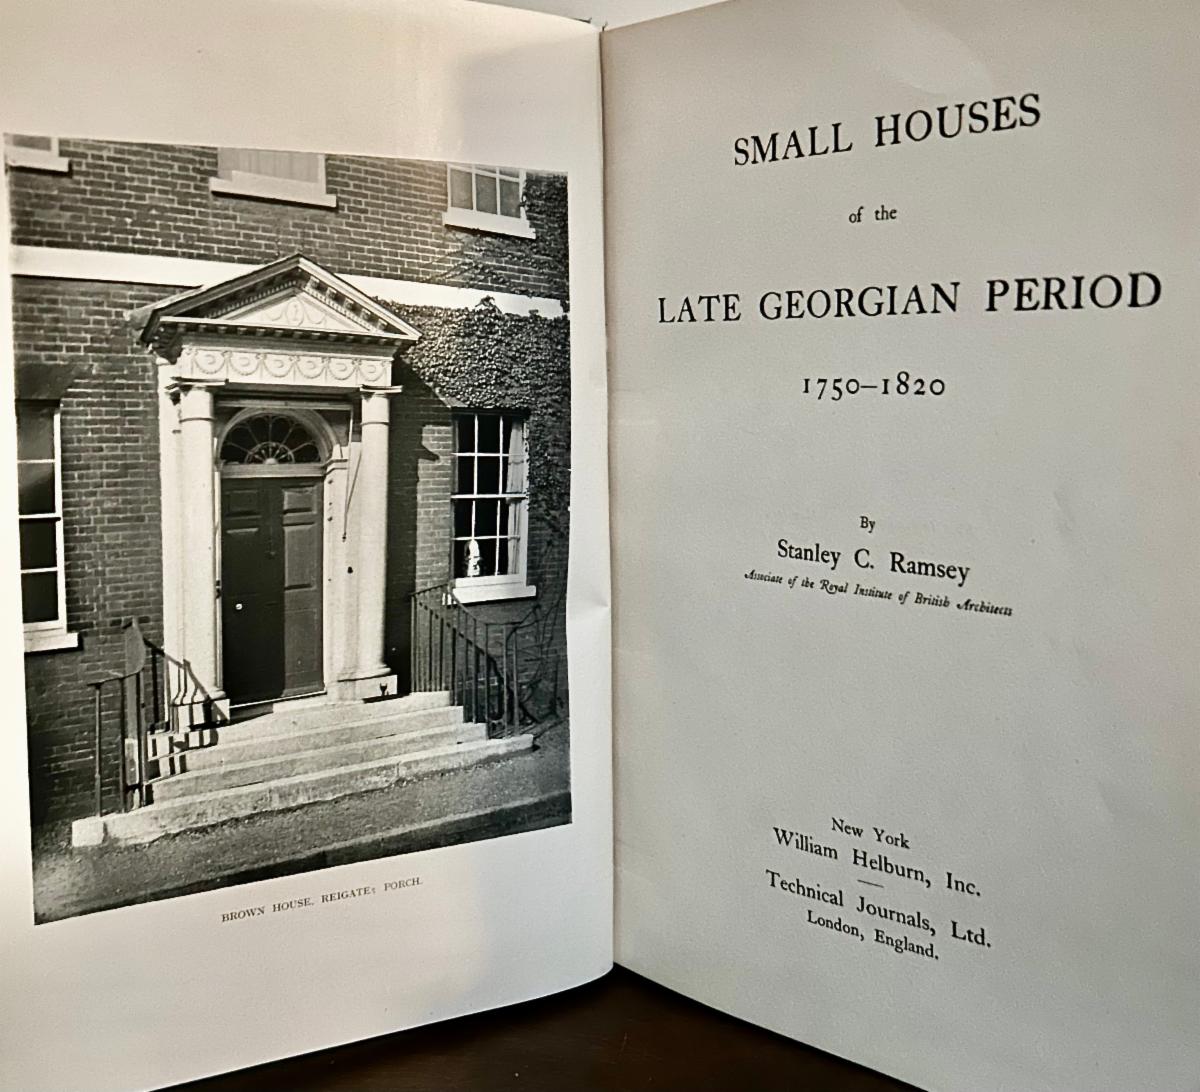 BROWN HOUSE, REIGATE: PORCH.
SMALL HOUSES
of the
LATE GEORGIAN PERIOD
1750–1820
By
Stanley C. Ramsey
Associate of the Royal Institute of British Architects
New York
William Helburn, Inc.
Technical Journals, Ltd.
London, England.